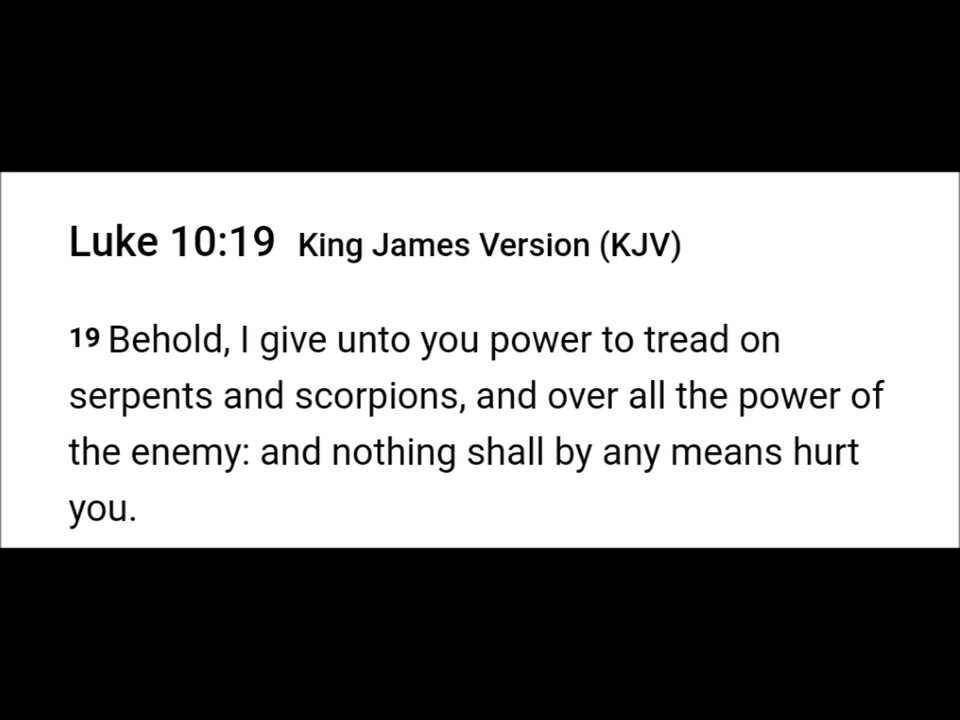 Luke 10:19 King James Version (KJV)
19 Behold, I give unto you power to tread on
serpents and scorpions, and over all the power of
the enemy: and nothing shall by any means hurt
you.